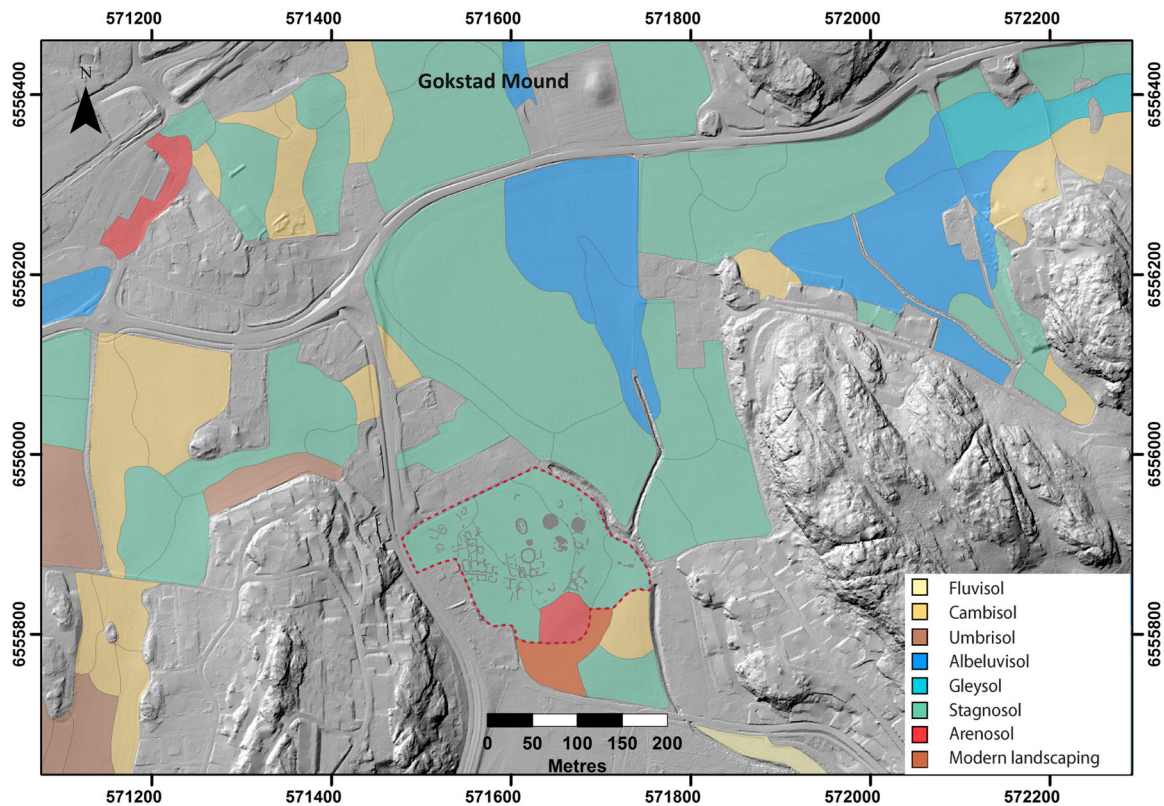 571200 571400 571600 571800 572000 572200
6556400 6556400
Gokstad Mound
N
6556200 6556200
6556000 6556000
6555800 6555800
Fluvisol
Cambisol
Umbrisol
Albeluvisol
Gleysol
Stagnosol
Arenosol
Modern landscaping
0 50 100 150 200
Metres
571200 571400 571600 571800 572000 572200